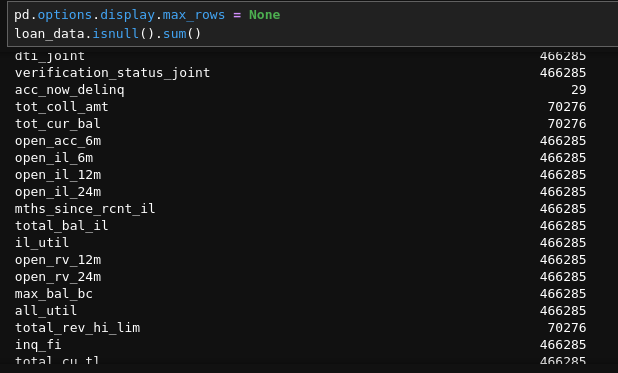 pd.options.display.max_rows = None
loan_data.isnull().sum()
dti_joint 466285
verification_status_joint 466285
acc_now_delinq 29
tot_coll_amt 70276
tot_cur_bal 70276
open_acc_6m 466285
open_il_6m 466285
open_il_12m 466285
open_il_24m 466285
mths_since_rcnt_il 466285
total_bal_il 466285
il_util 466285
open_rv_12m 466285
open_rv_24m 466285
max_bal_bc 466285
all_util 466285
total_rev_hi_lim 70276
inq_fi 466285
total_cu_tl 466285